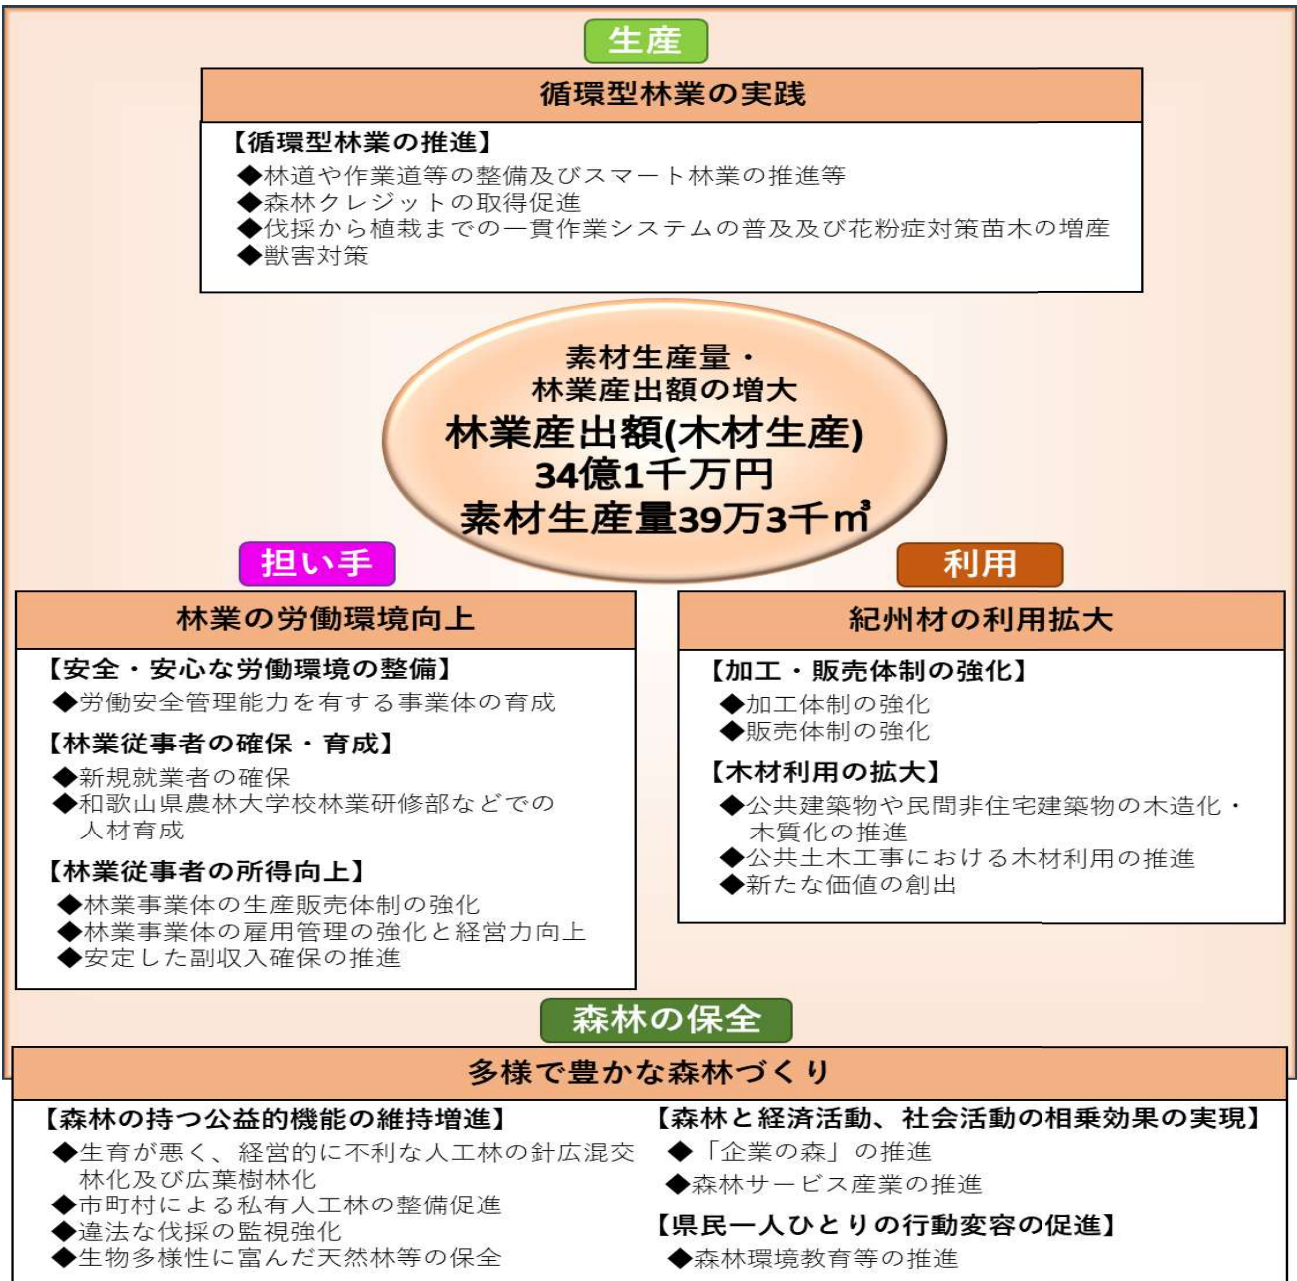 生産
循環型林業の実践
【循環型林業の推進】
◆林道や作業道等の整備及びスマート林業の推進等
◆森林クレジットの取得促進
◆伐採から植栽までの一貫作業システムの普及及び花粉症対策苗木の増産
◆獣害対策
素材生産量・
林業産出額の増大
林業産出額(木材生産)
34億1千万円
素材生産量39万3千㎥
担い手
林業の労働環境向上
【安全・安心な労働環境の整備】
◆労働安全管理能力を有する事業体の育成
【林業従事者の確保・育成】
◆新規就業者の確保
◆和歌山県農林大学校林業研修部などでの
人材育成
【林業従事者の所得向上】
◆林業事業体の生産販売体制の強化
◆林業事業体の雇用管理の強化と経営力向上
◆安定した副収入確保の推進
利用
紀州材の利用拡大
【加工・販売体制の強化】
◆加工体制の強化
◆販売体制の強化
【木材利用の拡大】
◆公共建築物や民間非住宅建築物の木造化・
木質化の推進
◆公共土木工事における木材利用の推進
◆新たな価値の創出
森林の保全
多様で豊かな森林づくり
【森林の持つ公益的機能の維持増進】
◆生育が悪く、経営的に不利な人工林の針広混交
林化及び広葉樹林化
◆市町村による私有人工林の整備促進
◆違法な伐採の監視強化
◆生物多様性に富んだ天然林等の保全
【森林と経済活動、社会活動の相乗効果の実現】
◆「企業の森」の推進
◆森林サービス産業の推進
【県民一人ひとりの行動変容の促進】
◆森林環境教育等の推進